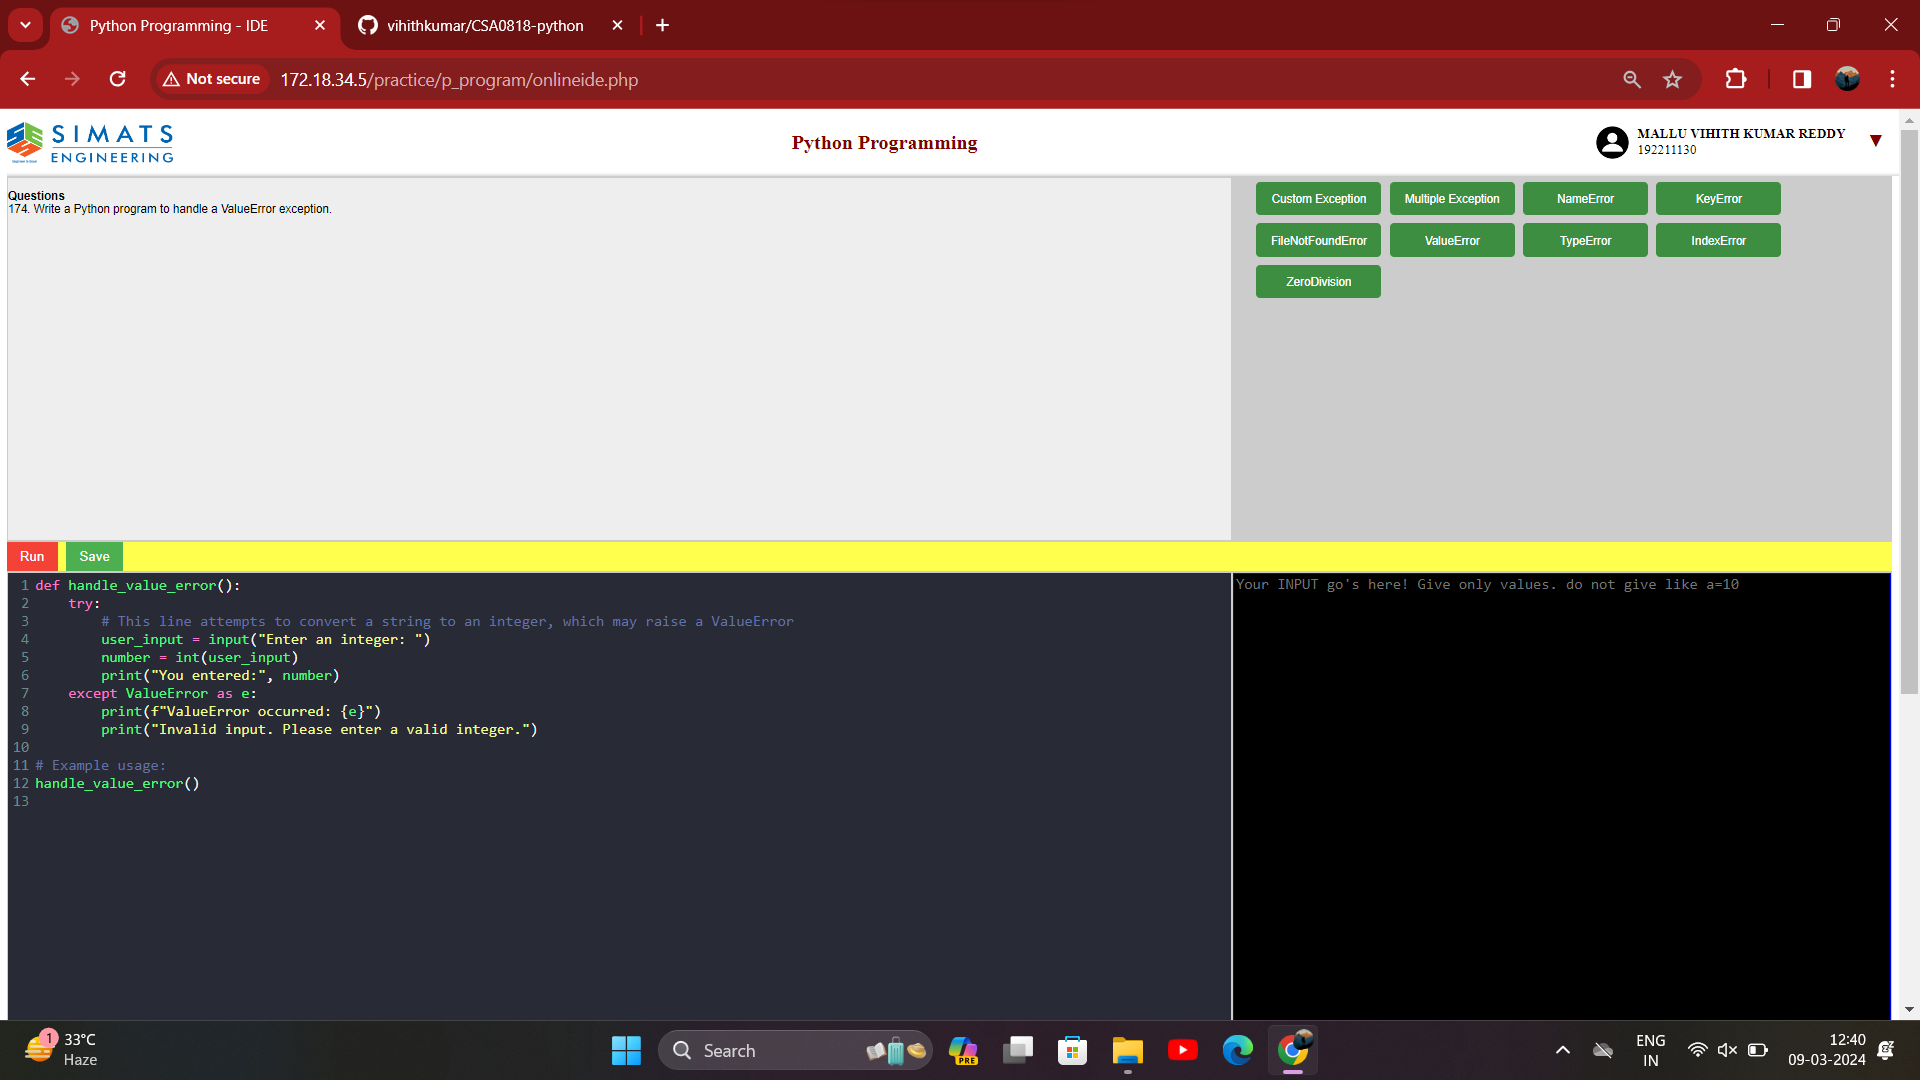 Python Programming - IDE
vihithkumar/CSA0818-python
Not secure
172.18.34.5/practice/p_program/onlineide.php
SIMATS
ENGINEERING
Python Programming
MALLU VIHITH KUMAR REDDY
192211130
Questions
174. Write a Python program to handle a ValueError exception.
Custom Exception
Multiple Exception
NameError
KeyError
FileNotFoundError
ValueError
TypeError
IndexError
ZeroDivision
Run
Save
1 def handle_value_error():
2     try:
3         # This line attempts to convert a string to an integer, which may raise a ValueError
4         user_input = input("Enter an integer: ")
5         number = int(user_input)
6         print("You entered:", number)
7     except ValueError as e:
8         print(f"ValueError occurred: {e}")
9         print("Invalid input. Please enter a valid integer.")
10
11 # Example usage:
12 handle_value_error()
13
Your INPUT go's here! Give only values. do not give like a=10
1
33°C
Haze
Search
PRE
ENG
IN
12:40
09-03-2024